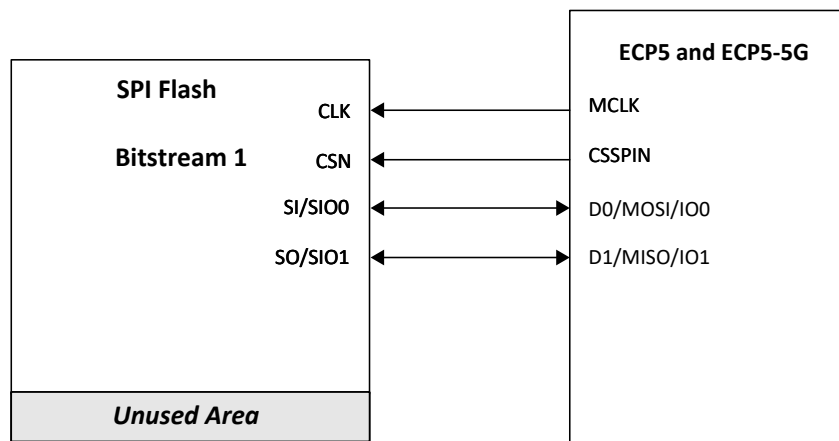 SPI Flash
Bitstream 1
CLK
CSN
SI/SIO0
SO/SIO1
Unused Area
ECP5 and ECP5-5G
MCLK
CSSPIN
D0/MOSI/IO0
D1/MISO/IO1